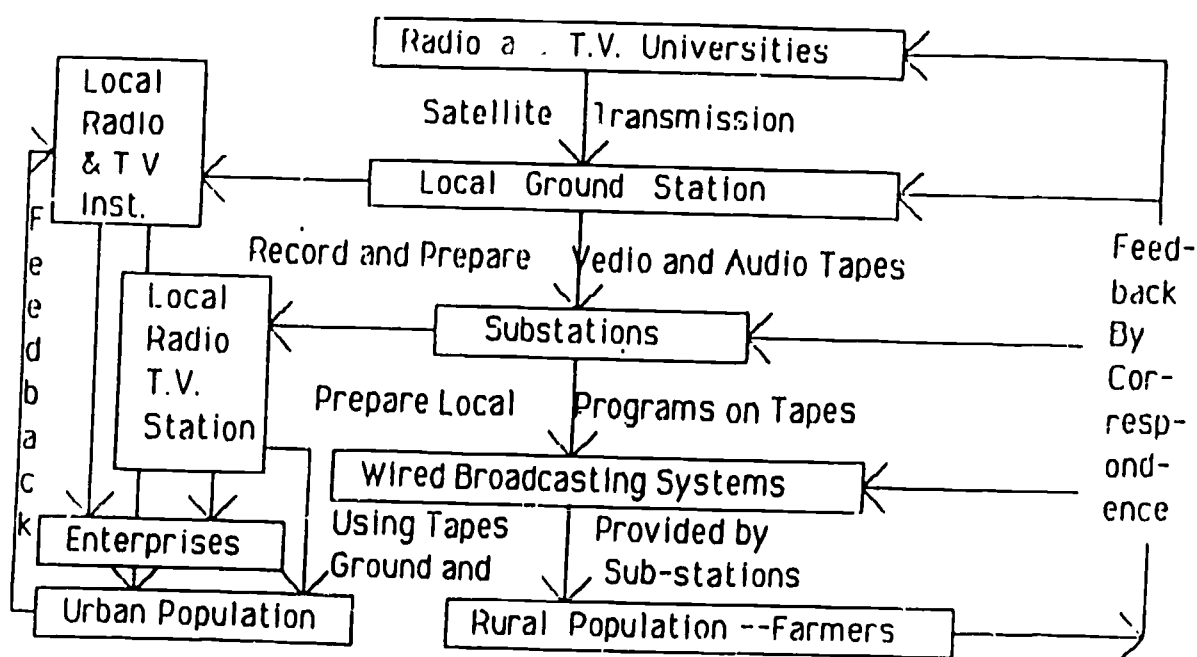 Radio a . T.V. Universities
Satellite Transmission
Local Ground Station
Record and Prepare Vedio and Audio Tapes
Substations
Prepare Local Programs on Tapes
Wired Broadcasting Systems
Using Tapes Provided by
Ground and Sub-stations
Rural Population --Farmers
Local
Radio
& T V
Inst.
Local
Radio
T.V.
Station
Enterprises
Urban Population
F
e
e
d
b
a
c
k
Feed-
back
By
Cor-
resp-
ond-
ence